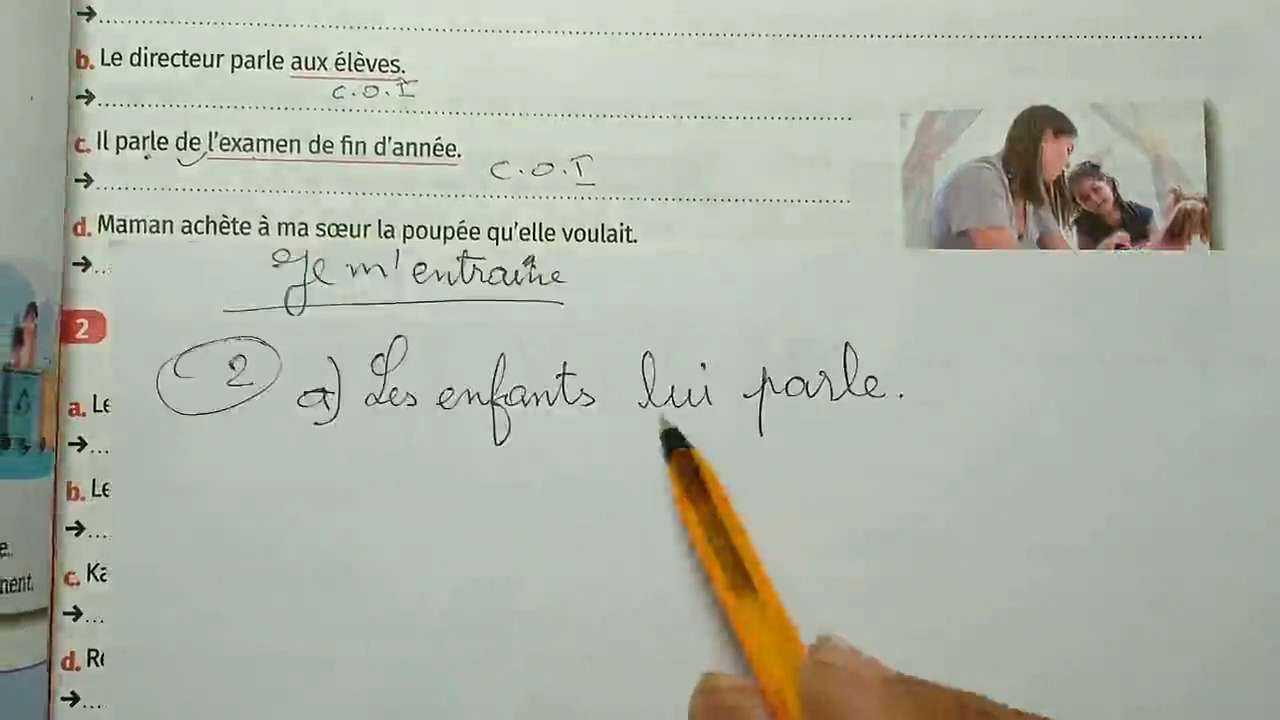 →
b. Le directeur parle aux élèves.
C.O.I
→
c. Il parle de l'examen de fin d'année.
C.O.I
→
d. Maman achète à ma sœur la poupée qu'elle voulait.
→
Je m'entraîne
2
2 a) Les enfants lui parle.
a. Le
→
b. Le
→
c. Ka
→
d.
→
e.
nent.